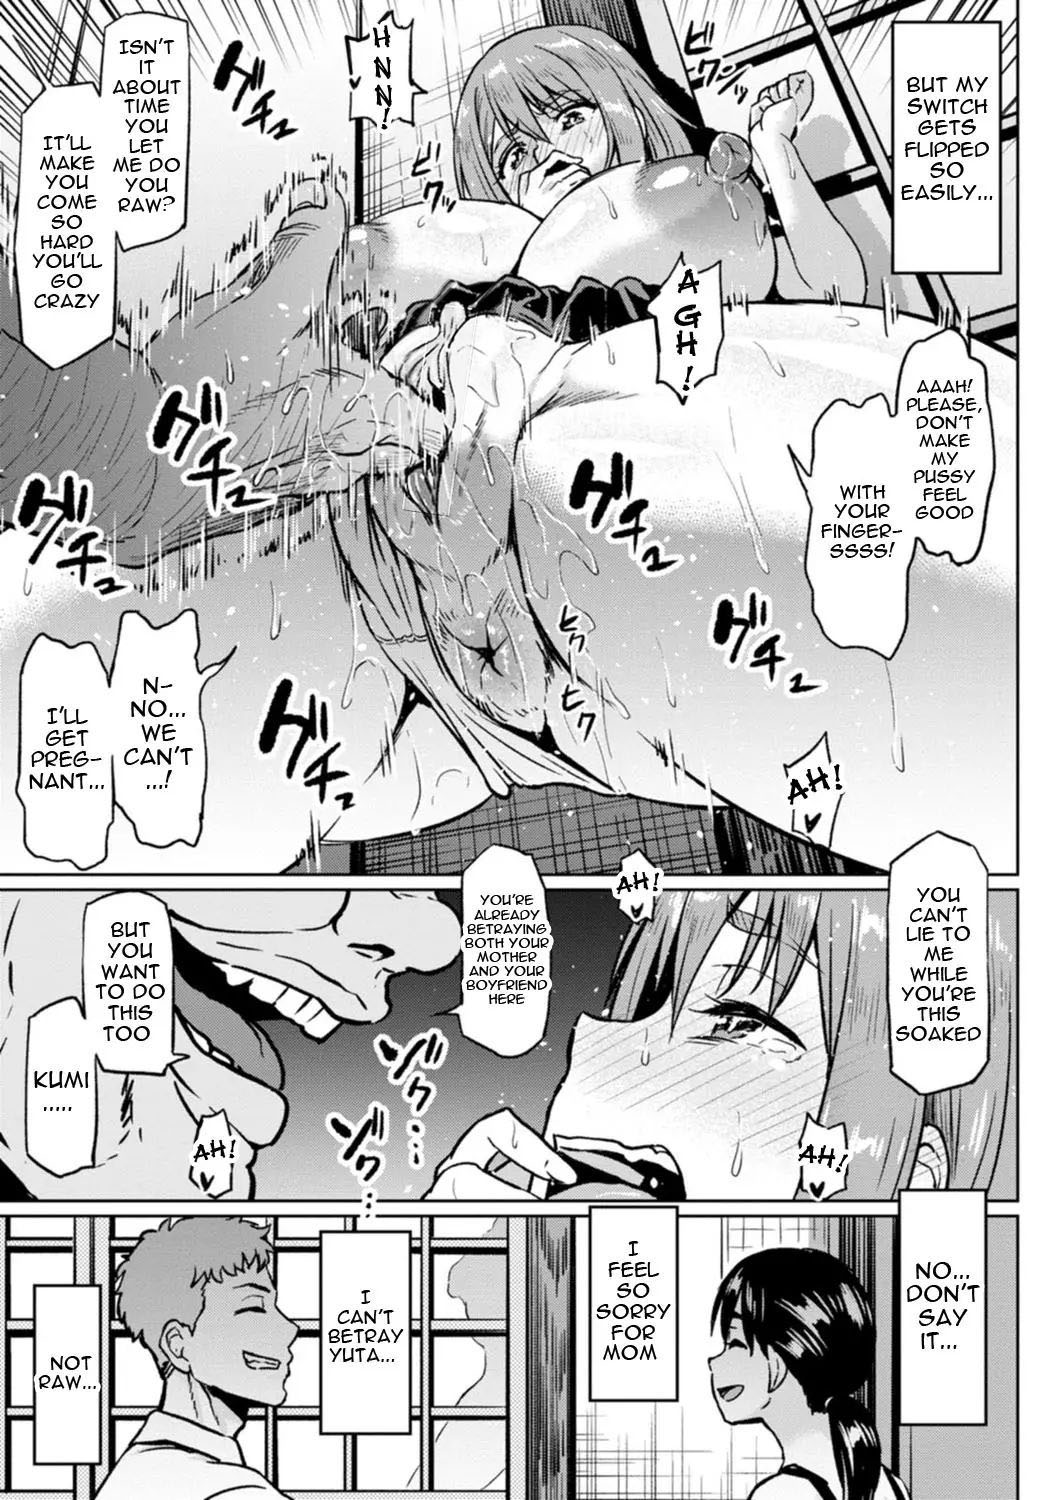 BUT MY
SWITCH
GETS
FLIPPED
SO
EASILY...
HNN!
ISN'T
IT
ABOUT
TIME
YOU
LET
ME DO
YOU
RAW?
IT'LL
MAKE
YOU
COME
SO
HARD
YOU'LL
GO
CRAZY
AGH!
AAAH!
PLEASE,
DON'T
MAKE
MY
PUSSY
FEEL
GOOD
WITH
YOUR
FINGER-
SSSS!
グチュ
グチュ
グチュ
グチュ
グチュ
グチュ
ビクッ
ビクッ
ビクッ
N-
NO...
WE
CAN'T
...!
I'LL
GET
PREG-
NANT...
AH!
YOU
CAN'T
LIE TO
ME
WHILE
YOU'RE
THIS
SOAKED
AH!
YOU'RE
ALREADY
BETRAYING
BOTH YOUR
MOTHER
AND YOUR
BOYFRIEND
HERE
BUT
YOU
WANT
TO DO
THIS
TOO
KUMI
.....
ゾク…
ゾク…
AH!
AH!
NO...
DON'T
SAY
IT...
I
FEEL
SO
SORRY
FOR
MOM
I
CAN'T
BETRAY
YUTA...
NOT
RAW...